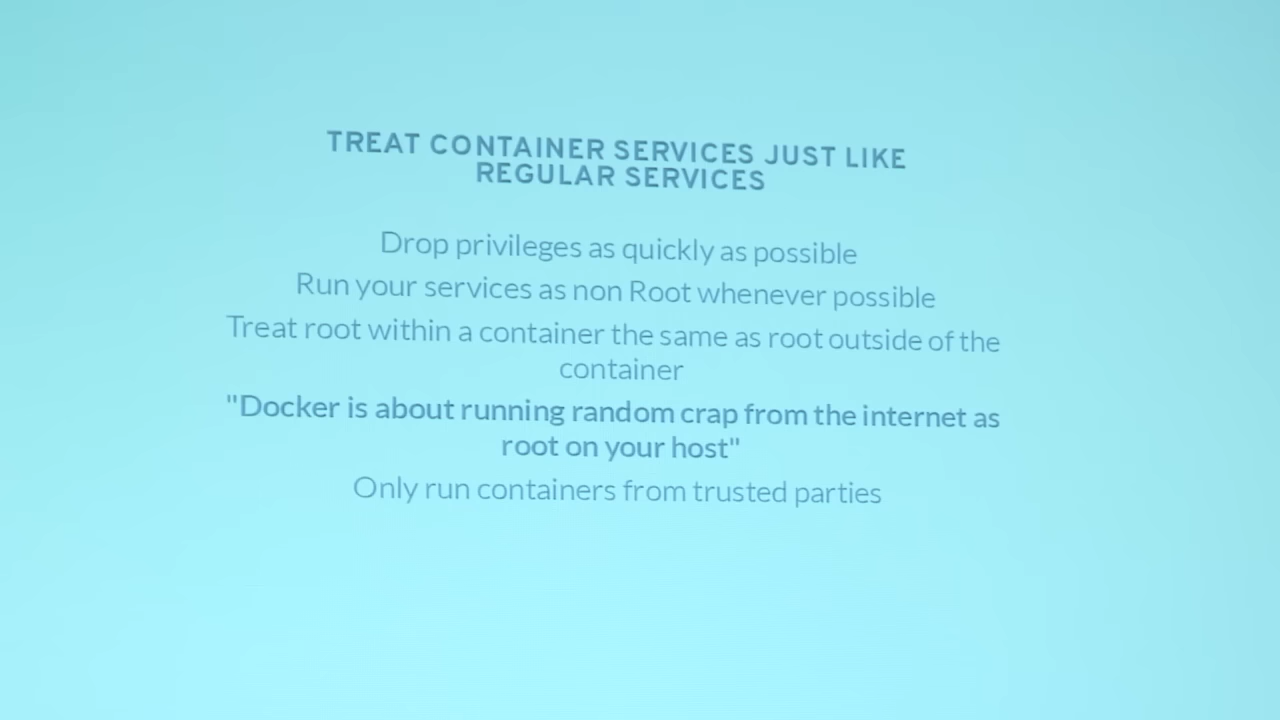 TREAT CONTAINER SERVICES JUST LIKE
REGULAR SERVICES
Drop privileges as quickly as possible
Run your services as non Root whenever possible
Treat root within a container the same as root outside of the
container
"Docker is about running random crap from the internet as
root on your host"
Only run containers from trusted parties